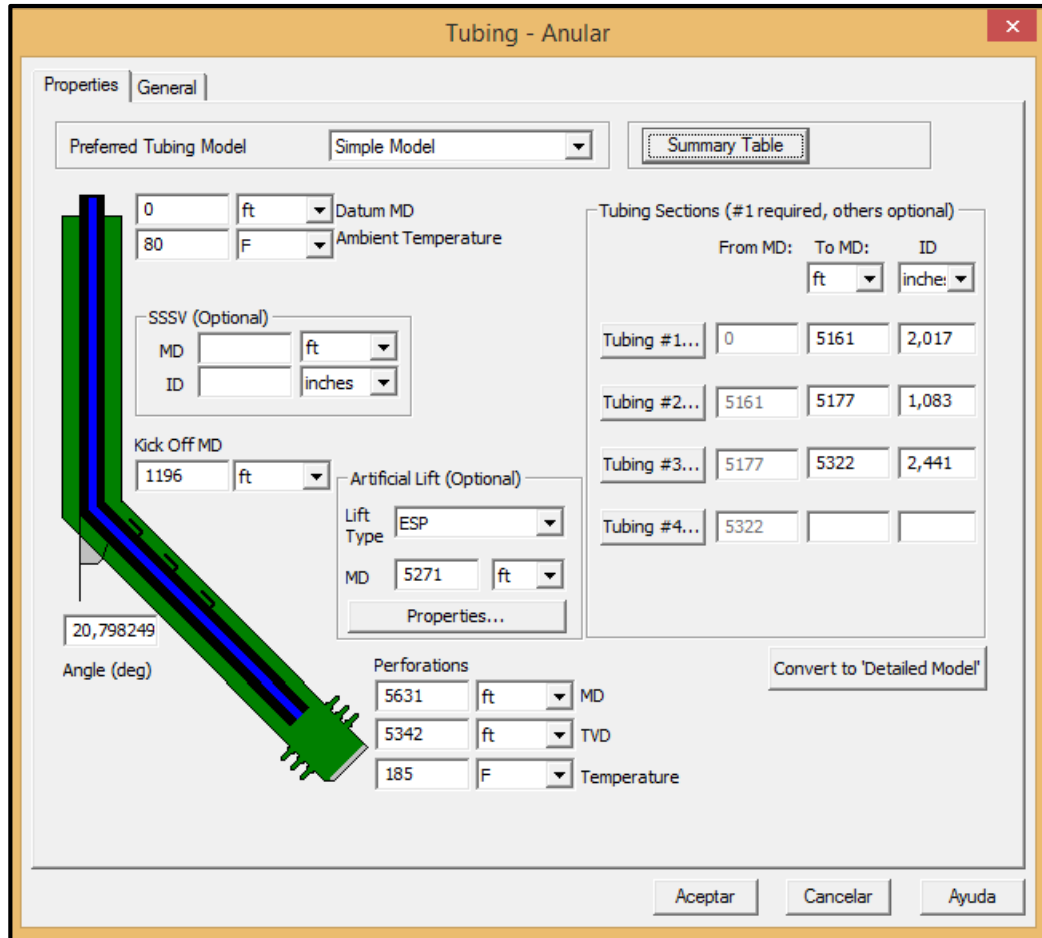 Tubing - Anular
Properties General
Preferred Tubing Model Simple Model Summary Table
0 ft Datum MD
80 F Ambient Temperature
SSSV (Optional)
MD ft
ID inches
Kick Off MD
1196 ft
Artificial Lift (Optional)
Lift Type ESP
MD 5271 ft
Properties...
20,798249
Angle (deg)
Perforations
5631 ft MD
5342 ft TVD
185 F Temperature
Tubing Sections (#1 required, others optional)
From MD: To MD: ID
ft inche:
Tubing #1... 0 5161 2,017
Tubing #2... 5161 5177 1,083
Tubing #3... 5177 5322 2,441
Tubing #4... 5322
Convert to 'Detailed Model'
Aceptar Cancelar Ayuda